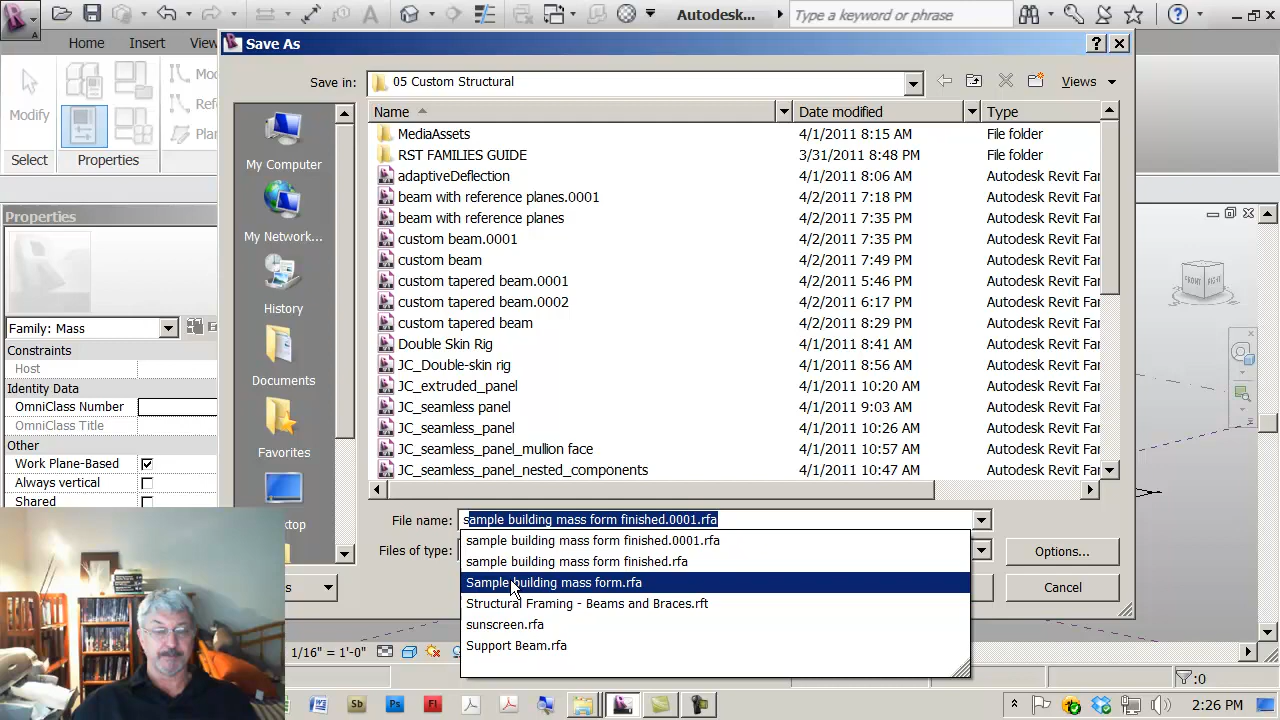 Autodesk...
Type a keyword or phrase
Home
Insert
Save As
Save in:
05 Custom Structural
Views
Modify
Select
Properties
Name
Date modified
Type
MediaAssets 4/1/2011 8:15 AM File folder
RST FAMILIES GUIDE 3/31/2011 8:48 PM File folder
adaptiveDeflection 4/1/2011 8:06 AM Autodesk Revit Far
beam with reference planes.0001 4/2/2011 7:18 PM Autodesk Revit Far
beam with reference planes 4/2/2011 7:35 PM Autodesk Revit Far
custom beam.0001 4/2/2011 7:35 PM Autodesk Revit Far
custom beam 4/2/2011 7:49 PM Autodesk Revit Far
custom tapered beam.0001 4/2/2011 5:46 PM Autodesk Revit Far
custom tapered beam.0002 4/2/2011 6:17 PM Autodesk Revit Far
custom tapered beam 4/2/2011 8:29 PM Autodesk Revit Far
Double Skin Rig 4/1/2011 8:41 AM Autodesk Revit Far
JC_Double-skin rig 4/1/2011 8:56 AM Autodesk Revit Far
JC_extruded_panel 4/1/2011 10:20 AM Autodesk Revit Far
JC_seamless panel 4/1/2011 9:03 AM Autodesk Revit Far
JC_seamless_panel 4/1/2011 10:26 AM Autodesk Revit Far
JC_seamless_panel_mullion face 4/1/2011 10:57 AM Autodesk Revit Far
JC_seamless_panel_nested_components 4/1/2011 10:47 AM Autodesk Revit Far
My Computer
My Network...
History
Documents
Favorites
Properties
Family: Mass
Constraints
Host
Identity Data
OmniClass Number
OmniClass Title
Other
Work Plane-Based
Always vertical
Shared
FRONT RIGHT
File name:
sample building mass form finished.0001.rfa
Files of type:
sample building mass form finished.0001.rfa
sample building mass form finished.rfa
Sample building mass form.rfa
Structural Framing - Beams and Braces.rft
sunscreen.rfa
Support Beam.rfa
Options...
Cancel
1/16" = 1'-0"
:0
Sb
Ps
Fl
2:26 PM